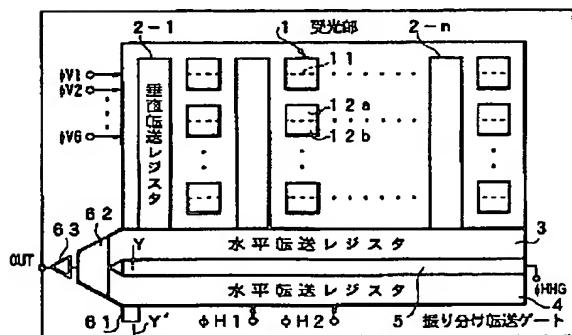 2-1
1
受光部
2-n
11
φV1
φV2
12a
12b
φV6
垂直転送レジスタ
62
63
Y
水平転送レジスタ
3
OUT
水平転送レジスタ
φHHG
4
61
Y'
φH1
φH2
5
振り分け転送ゲート